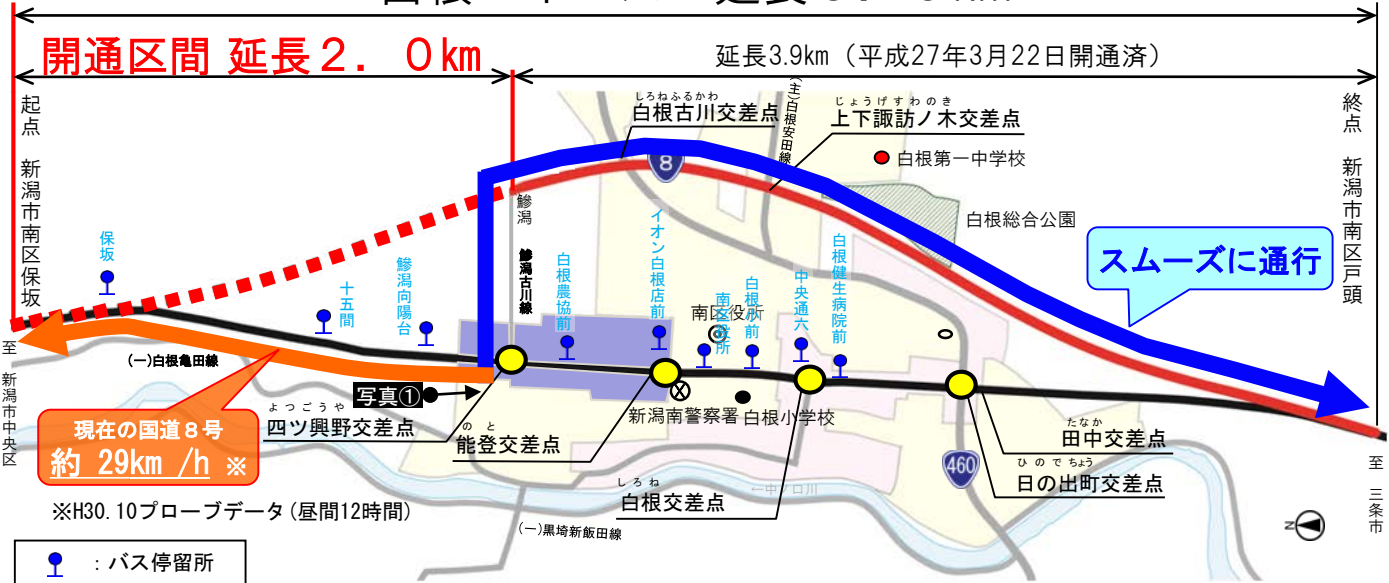 開通区間 延長２．０km
延長3.9km（平成27年3月22日開通済）
起点 新潟市南区保坂
終点 新潟市南区戸頭
しろねふるかわ
白根古川交差点
(主)白根安田線
じょうげすわのき
上下諏訪ノ木交差点
8
白根第一中学校
白根総合公園
スムーズに通行
保坂
十五間
鰺潟向陽台
鰺潟
鰺潟古川線
白根農協前
イオン白根店前
南区役所
南区役所
白根小前
中央通六
白根健生病院前
(一)白根亀田線
至 新潟市中央区
写真①
現在の国道８号
約 29km /h ※
※H30.10プローブデータ(昼間12時間)
よつごうや
四ツ興野交差点
のと
能登交差点
新潟南警察署
白根小学校
しろね
白根交差点
←中ノ口川
(一)黒埼新飯田線
460
たなか
田中交差点
ひのでちょう
日の出町交差点
至 三条市
N
：バス停留所